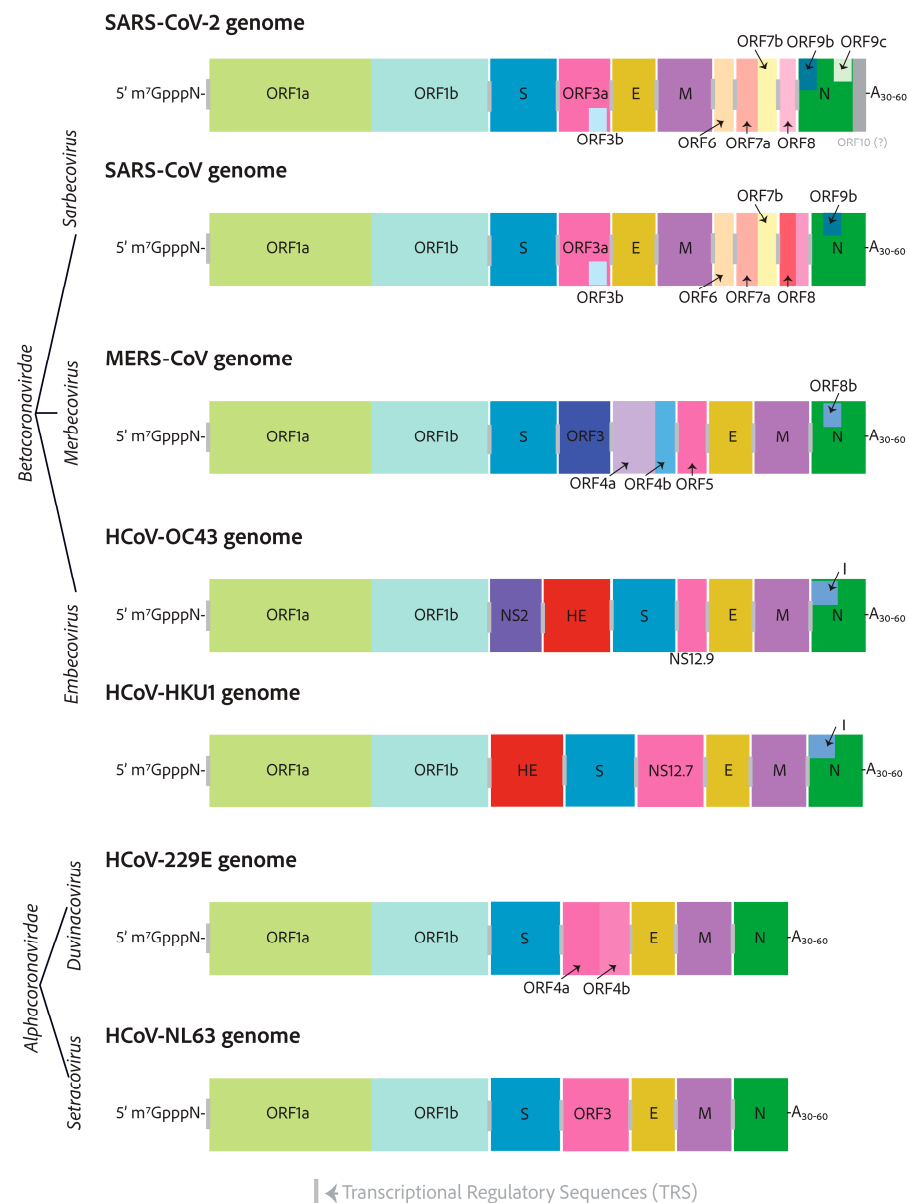 SARS-CoV-2 genome
ORF7b ORF9b ORF9c
5' m⁷GpppN- ORF1a ORF1b S ORF3a E M N -A₃₀₋₆₀
ORF3b ORF6 ORF7a ORF8 ORF10 (?)
Sarbecovirus
SARS-CoV genome
ORF7b ORF9b
5' m⁷GpppN- ORF1a ORF1b S ORF3a E M N -A₃₀₋₆₀
ORF3b ORF6 ORF7a ORF8
Betacoronavirdae
Merbecovirus
MERS-CoV genome
ORF8b
5' m⁷GpppN- ORF1a ORF1b S ORF3 E M N -A₃₀₋₆₀
ORF4a ORF4b ORF5
Embecovirus
HCoV-OC43 genome
I
5' m⁷GpppN- ORF1a ORF1b NS2 HE S E M N -A₃₀₋₆₀
NS12.9
HCoV-HKU1 genome
I
5' m⁷GpppN- ORF1a ORF1b HE S NS12.7 E M N -A₃₀₋₆₀
Alphacoronavirdae
Duvinacovirus
HCoV-229E genome
5' m⁷GpppN- ORF1a ORF1b S E M N -A₃₀₋₆₀
ORF4a ORF4b
Setracovirus
HCoV-NL63 genome
5' m⁷GpppN- ORF1a ORF1b S ORF3 E M N -A₃₀₋₆₀
Transcriptional Regulatory Sequences (TRS)